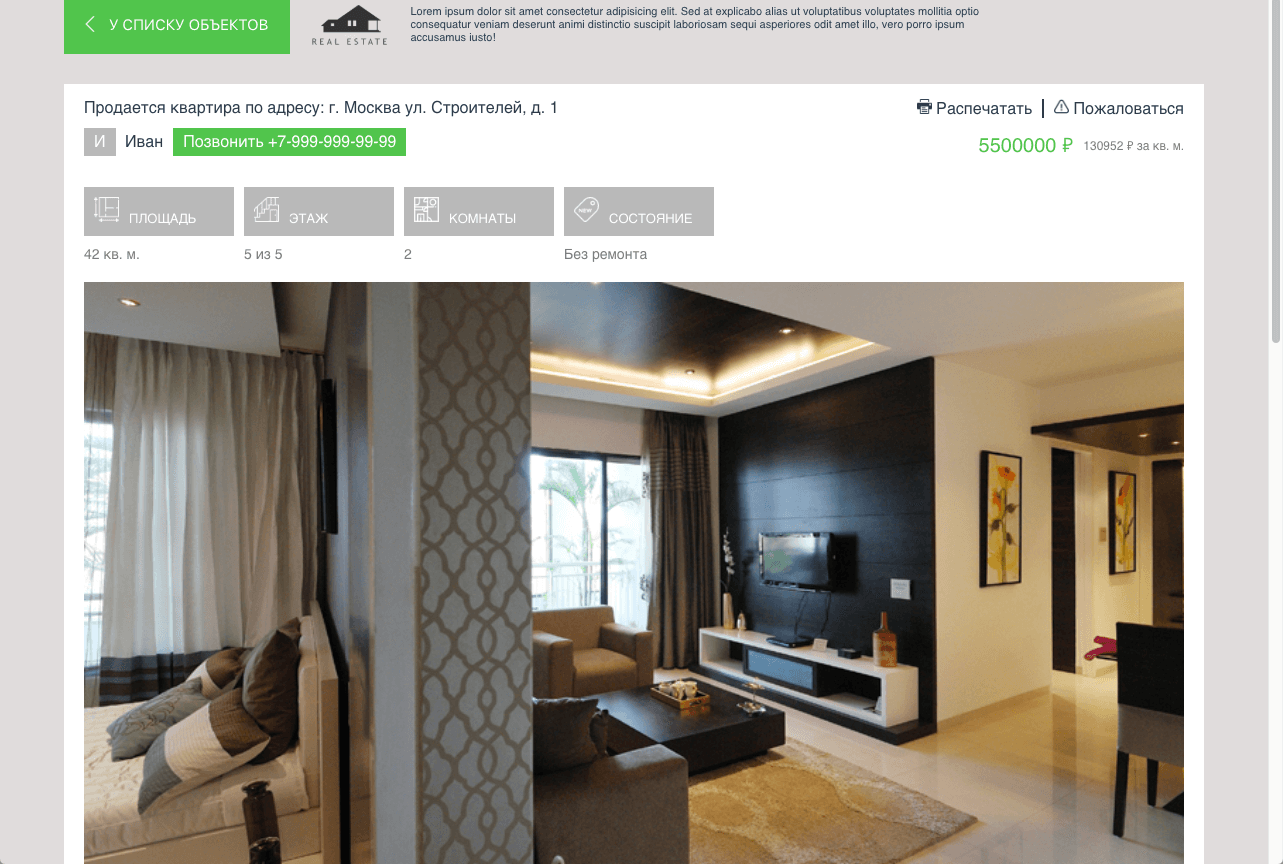 У СПИСКУ ОБЪЕКТОВ
REAL ESTATE
Lorem ipsum dolor sit amet consectetur adipisicing elit. Sed at explicabo alias ut voluptatibus voluptates mollitia optio
consequatur veniam deserunt animi distinctio suscipit laboriosam sequi asperiores odit amet illo, vero porro ipsum
accusamus iusto!
Продается квартира по адресу: г. Москва ул. Строителей, д. 1
Распечатать
Пожаловаться
И Иван Позвонить +7-999-999-99-99
5500000 ₽ 130952 ₽ за кв. м.
ПЛОЩАДЬ
ЭТАЖ
КОМНАТЫ
NEW
СОСТОЯНИЕ
42 кв. м.
5 из 5
2
Без ремонта